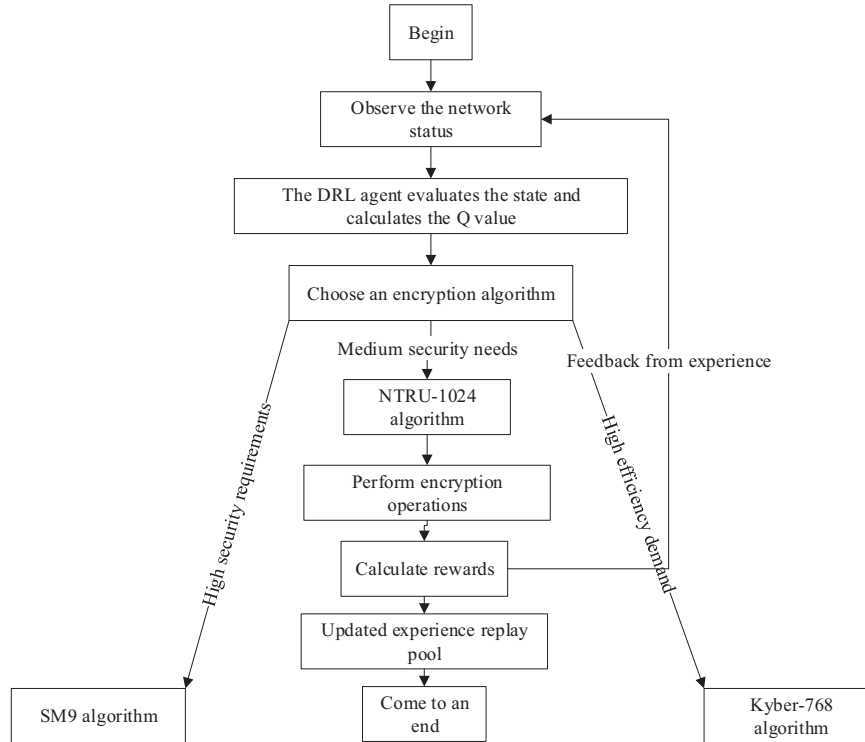 Begin
Observe the network
status
The DRL agent evaluates the state and
calculates the Q value
Choose an encryption algorithm
Medium security needs
Feedback from experience
High security requirements
High efficiency demand
NTRU-1024
algorithm
Perform encryption
operations
Calculate rewards
Updated experience replay
pool
SM9 algorithm
Come to an
end
Kyber-768
algorithm